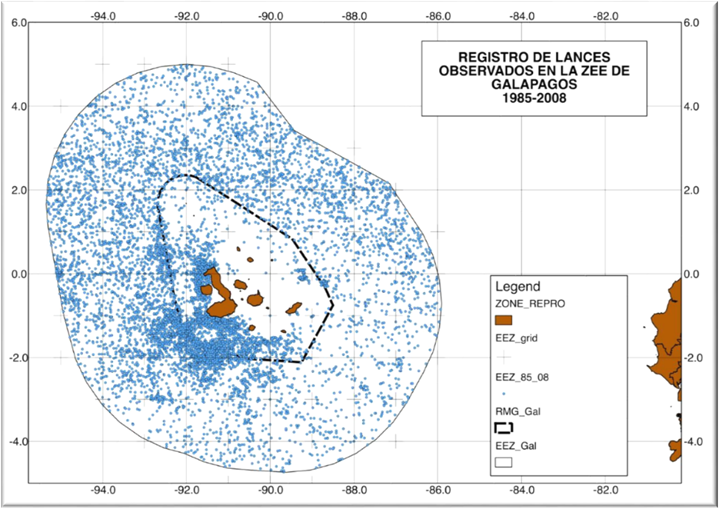 -94.0 -92.0 -90.0 -88.0 -86.0 -84.0 -82.0
6.0 6.0
REGISTRO DE LANCES
OBSERVADOS EN LA ZEE DE
GALAPAGOS
1985-2008
4.0 4.0
2.0 2.0
0.0 0.0
Legend
ZONE_REPRO
EEZ_grid
-2.0 -2.0
EEZ_85_08
RMG_Gal
-4.0 -4.0
EEZ_Gal
-94.0 -92.0 -90.0 -88.0 -86.0 -84.0 -82.0